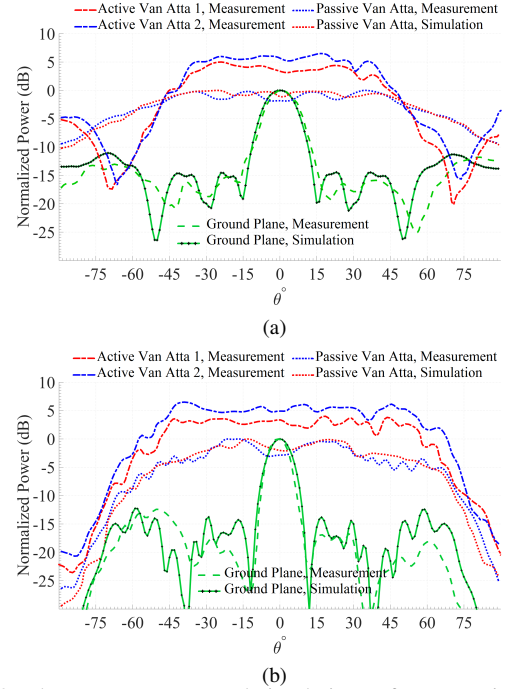 Active Van Atta 1, Measurement Passive Van Atta, Measurement
Active Van Atta 2, Measurement Passive Van Atta, Simulation
10
5
0
-5
-10
-15
-20
-25
Normalized Power (dB)
Ground Plane, Measurement
Ground Plane, Simulation
-75 -60 -45 -30 -15 0 15 30 45 60 75
θ°
(a)
Active Van Atta 1, Measurement Passive Van Atta, Measurement
Active Van Atta 2, Measurement Passive Van Atta, Simulation
10
5
0
-5
-10
-15
-20
-25
Normalized Power (dB)
Ground Plane, Measurement
Ground Plane, Simulation
-75 -60 -45 -30 -15 0 15 30 45 60 75
θ°
(b)